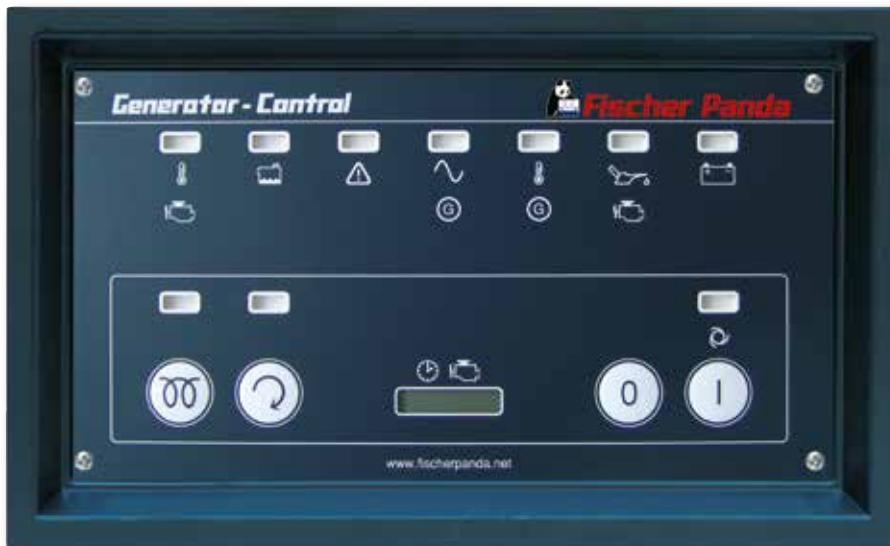 Generator - Control
Fischer Panda
G
G
0
I
www.fischerpanda.net